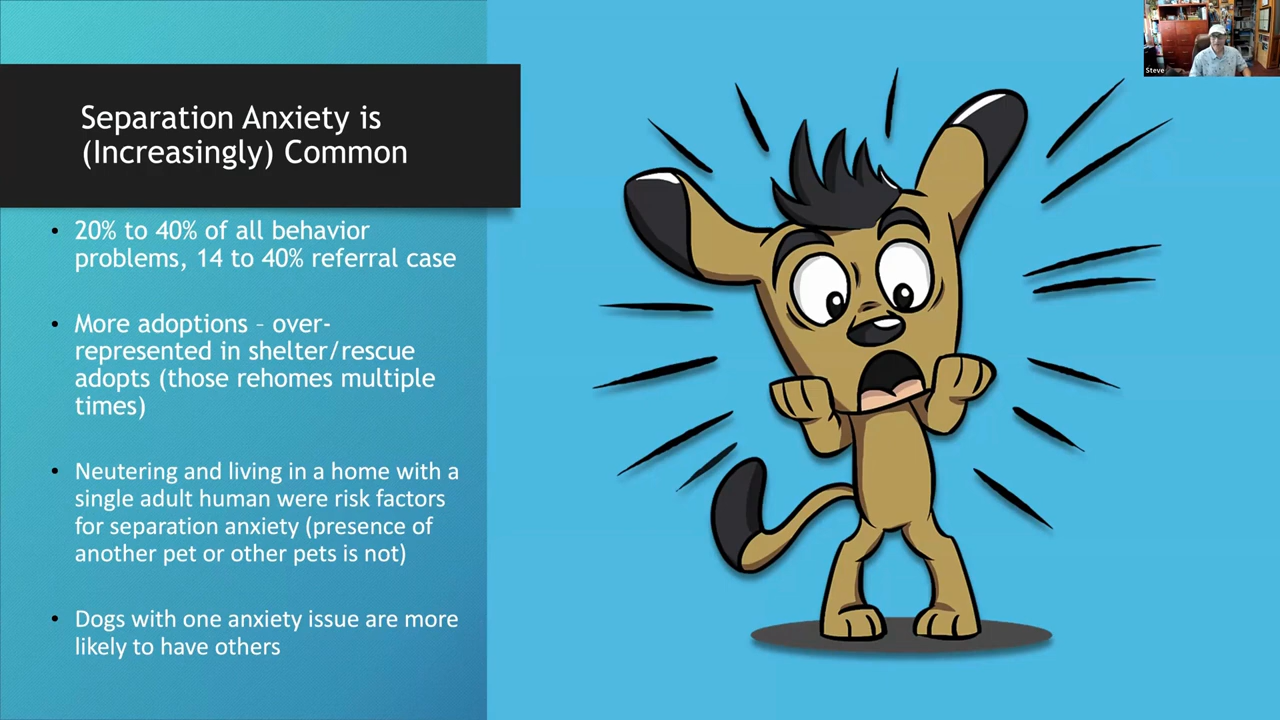 Separation Anxiety is
(Increasingly) Common
• 20% to 40% of all behavior
problems, 14 to 40% referral case
• More adoptions – over-
represented in shelter/rescue
adopts (those rehomes multiple
times)
• Neutering and living in a home with a
single adult human were risk factors
for separation anxiety (presence of
another pet or other pets is not)
• Dogs with one anxiety issue are more
likely to have others
Steve